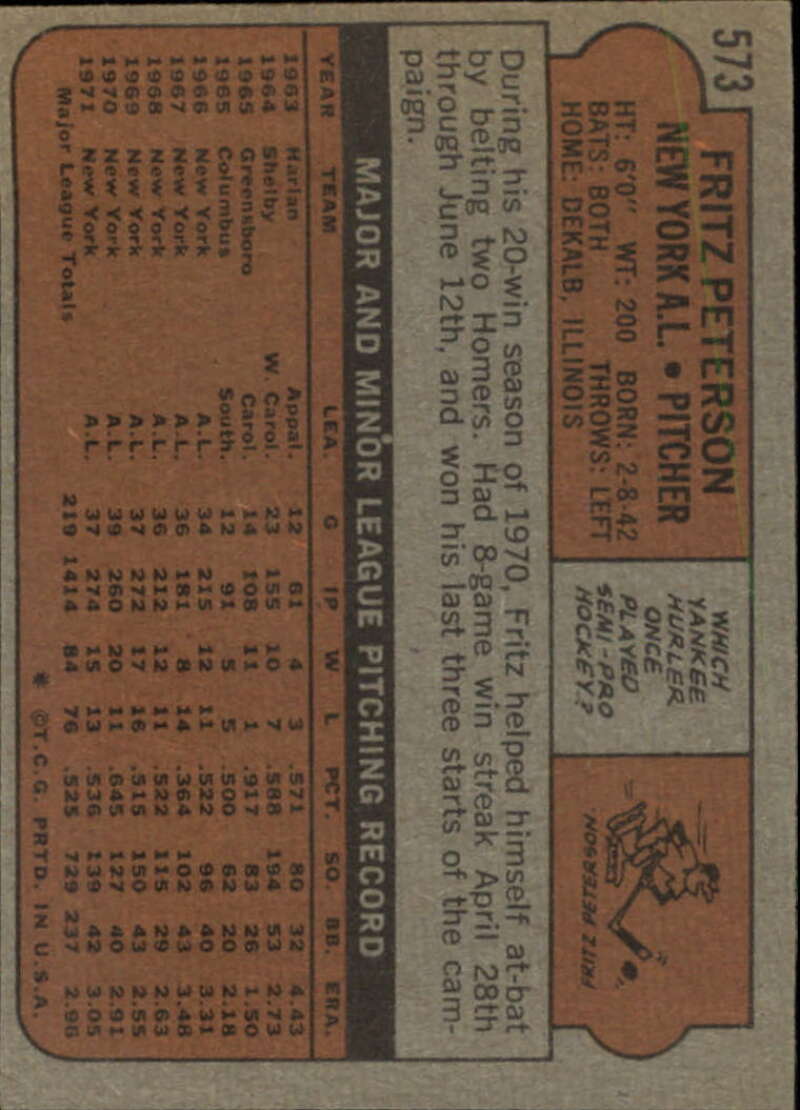 573
FRITZ PETERSON
NEW YORK A.L. • PITCHER
HT: 6'0" WT: 200 BORN: 2-8-42
BATS: BOTH THROWS: LEFT
HOME: DEKALB, ILLINOIS
WHICH
YANKEE
HURLER
ONCE
PLAYED
SEMI-PRO
HOCKEY?
FRITZ PETERSON.
During his 20-win season of 1970, Fritz helped himself at-bat
by belting two Homers. Had 8-game win streak April 28th
through June 12th, and won his last three starts of the cam-
paign.
MAJOR AND MINOR LEAGUE PITCHING RECORD
YEAR TEAM LEA. G IP W L PCT. SO. BB. ERA.
1963 Harlan Appal. 12 61 4 3 .571 80 32 4.43
1964 Shelby W. Carol. 23 155 10 7 .588 194 53 2.73
1965 Greensboro Carol. 14 108 11 1 .917 83 26 1.50
1965 Columbus South. 12 91 5 5 .500 62 20 2.18
1966 New York A.L. 34 215 12 11 .522 96 40 3.31
1967 New York A.L. 36 181 8 14 .364 102 43 3.48
1968 New York A.L. 36 212 12 11 .522 115 29 2.63
1969 New York A.L. 37 272 17 16 .515 150 43 2.55
1970 New York A.L. 39 260 20 11 .645 127 40 2.91
1971 New York A.L. 37 274 15 13 .536 139 42 3.05
Major League Totals 219 1414 84 76 .525 729 237 2.96
* ©T.C.G. PRTD. IN U.S.A.